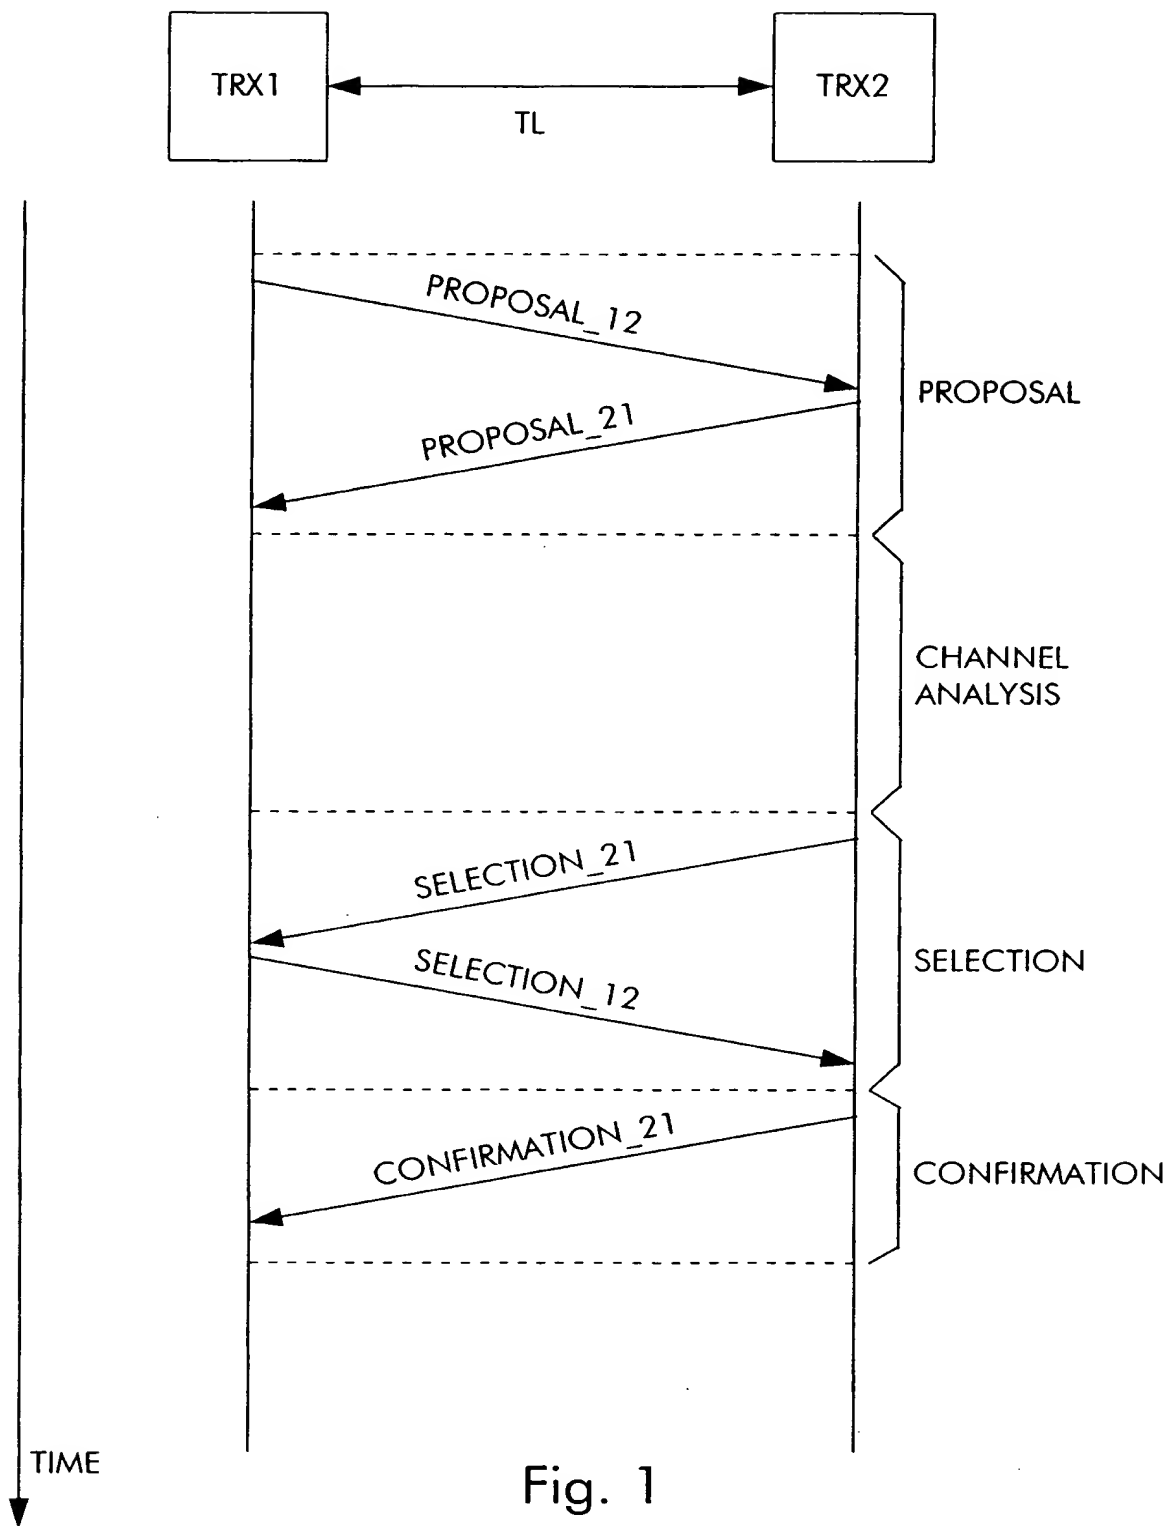 TRX1
TRX2
TL
PROPOSAL_12
PROPOSAL
PROPOSAL_21
CHANNEL
ANALYSIS
SELECTION_21
SELECTION
SELECTION_12
CONFIRMATION_21
CONFIRMATION
TIME
Fig. 1